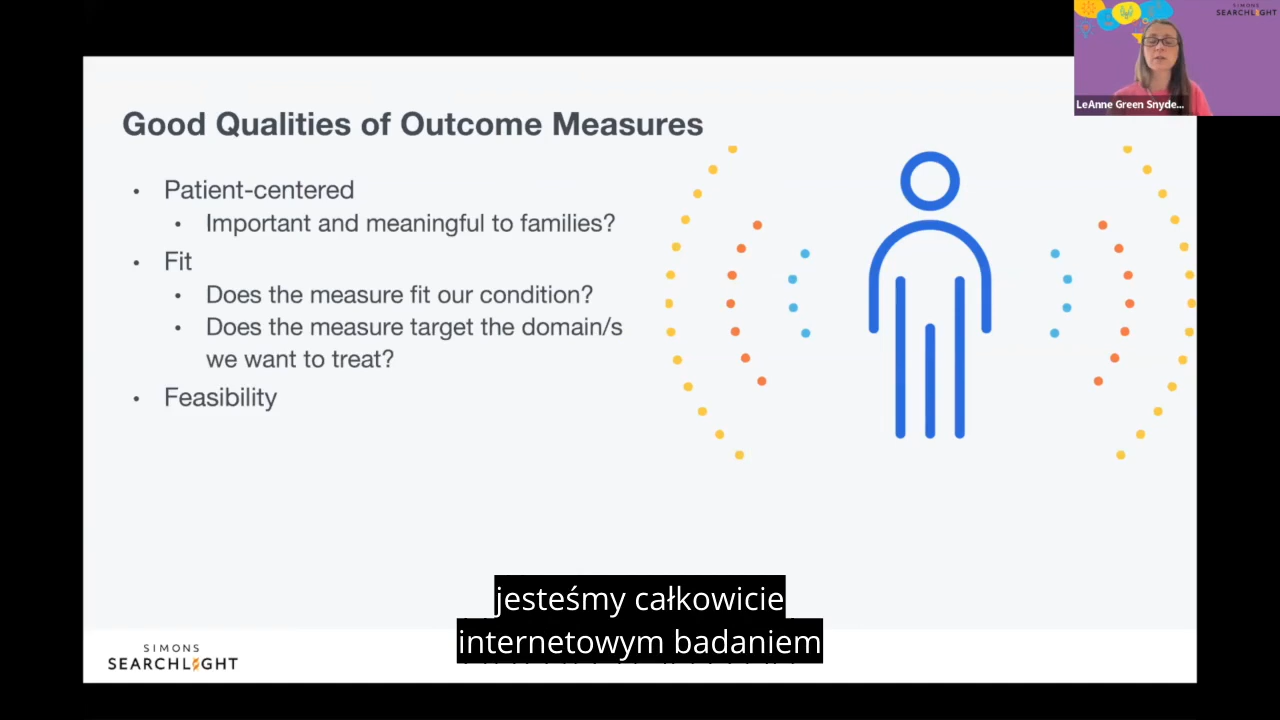 SIMONS
SEARCHLIGHT
LeAnne Green Snyde...
Good Qualities of Outcome Measures
• Patient-centered
• Important and meaningful to families?
• Fit
• Does the measure fit our condition?
• Does the measure target the domain/s
we want to treat?
• Feasibility
jesteśmy całkowicie
internetowym badaniem
SIMONS
SEARCHLIGHT